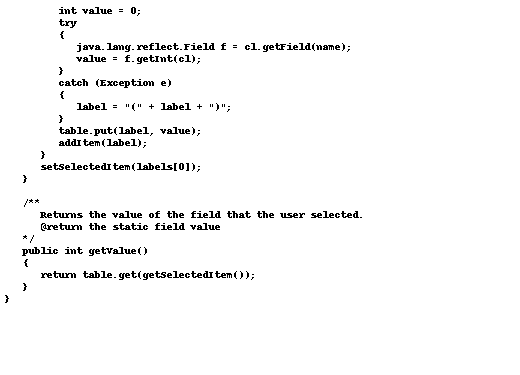 int value = 0;
         try
         {
            java.lang.reflect.Field f = cl.getField(name);
            value = f.getInt(cl);
         }
         catch (Exception e)
         {
            label = "(" + label + ")";
         }
         table.put(label, value);
         addItem(label);
      }
      setSelectedItem(labels[0]);
   }

   /**
      Returns the value of the field that the user selected.
      @return the static field value
   */
   public int getValue()
   {
      return table.get(getSelectedItem());
   }
}